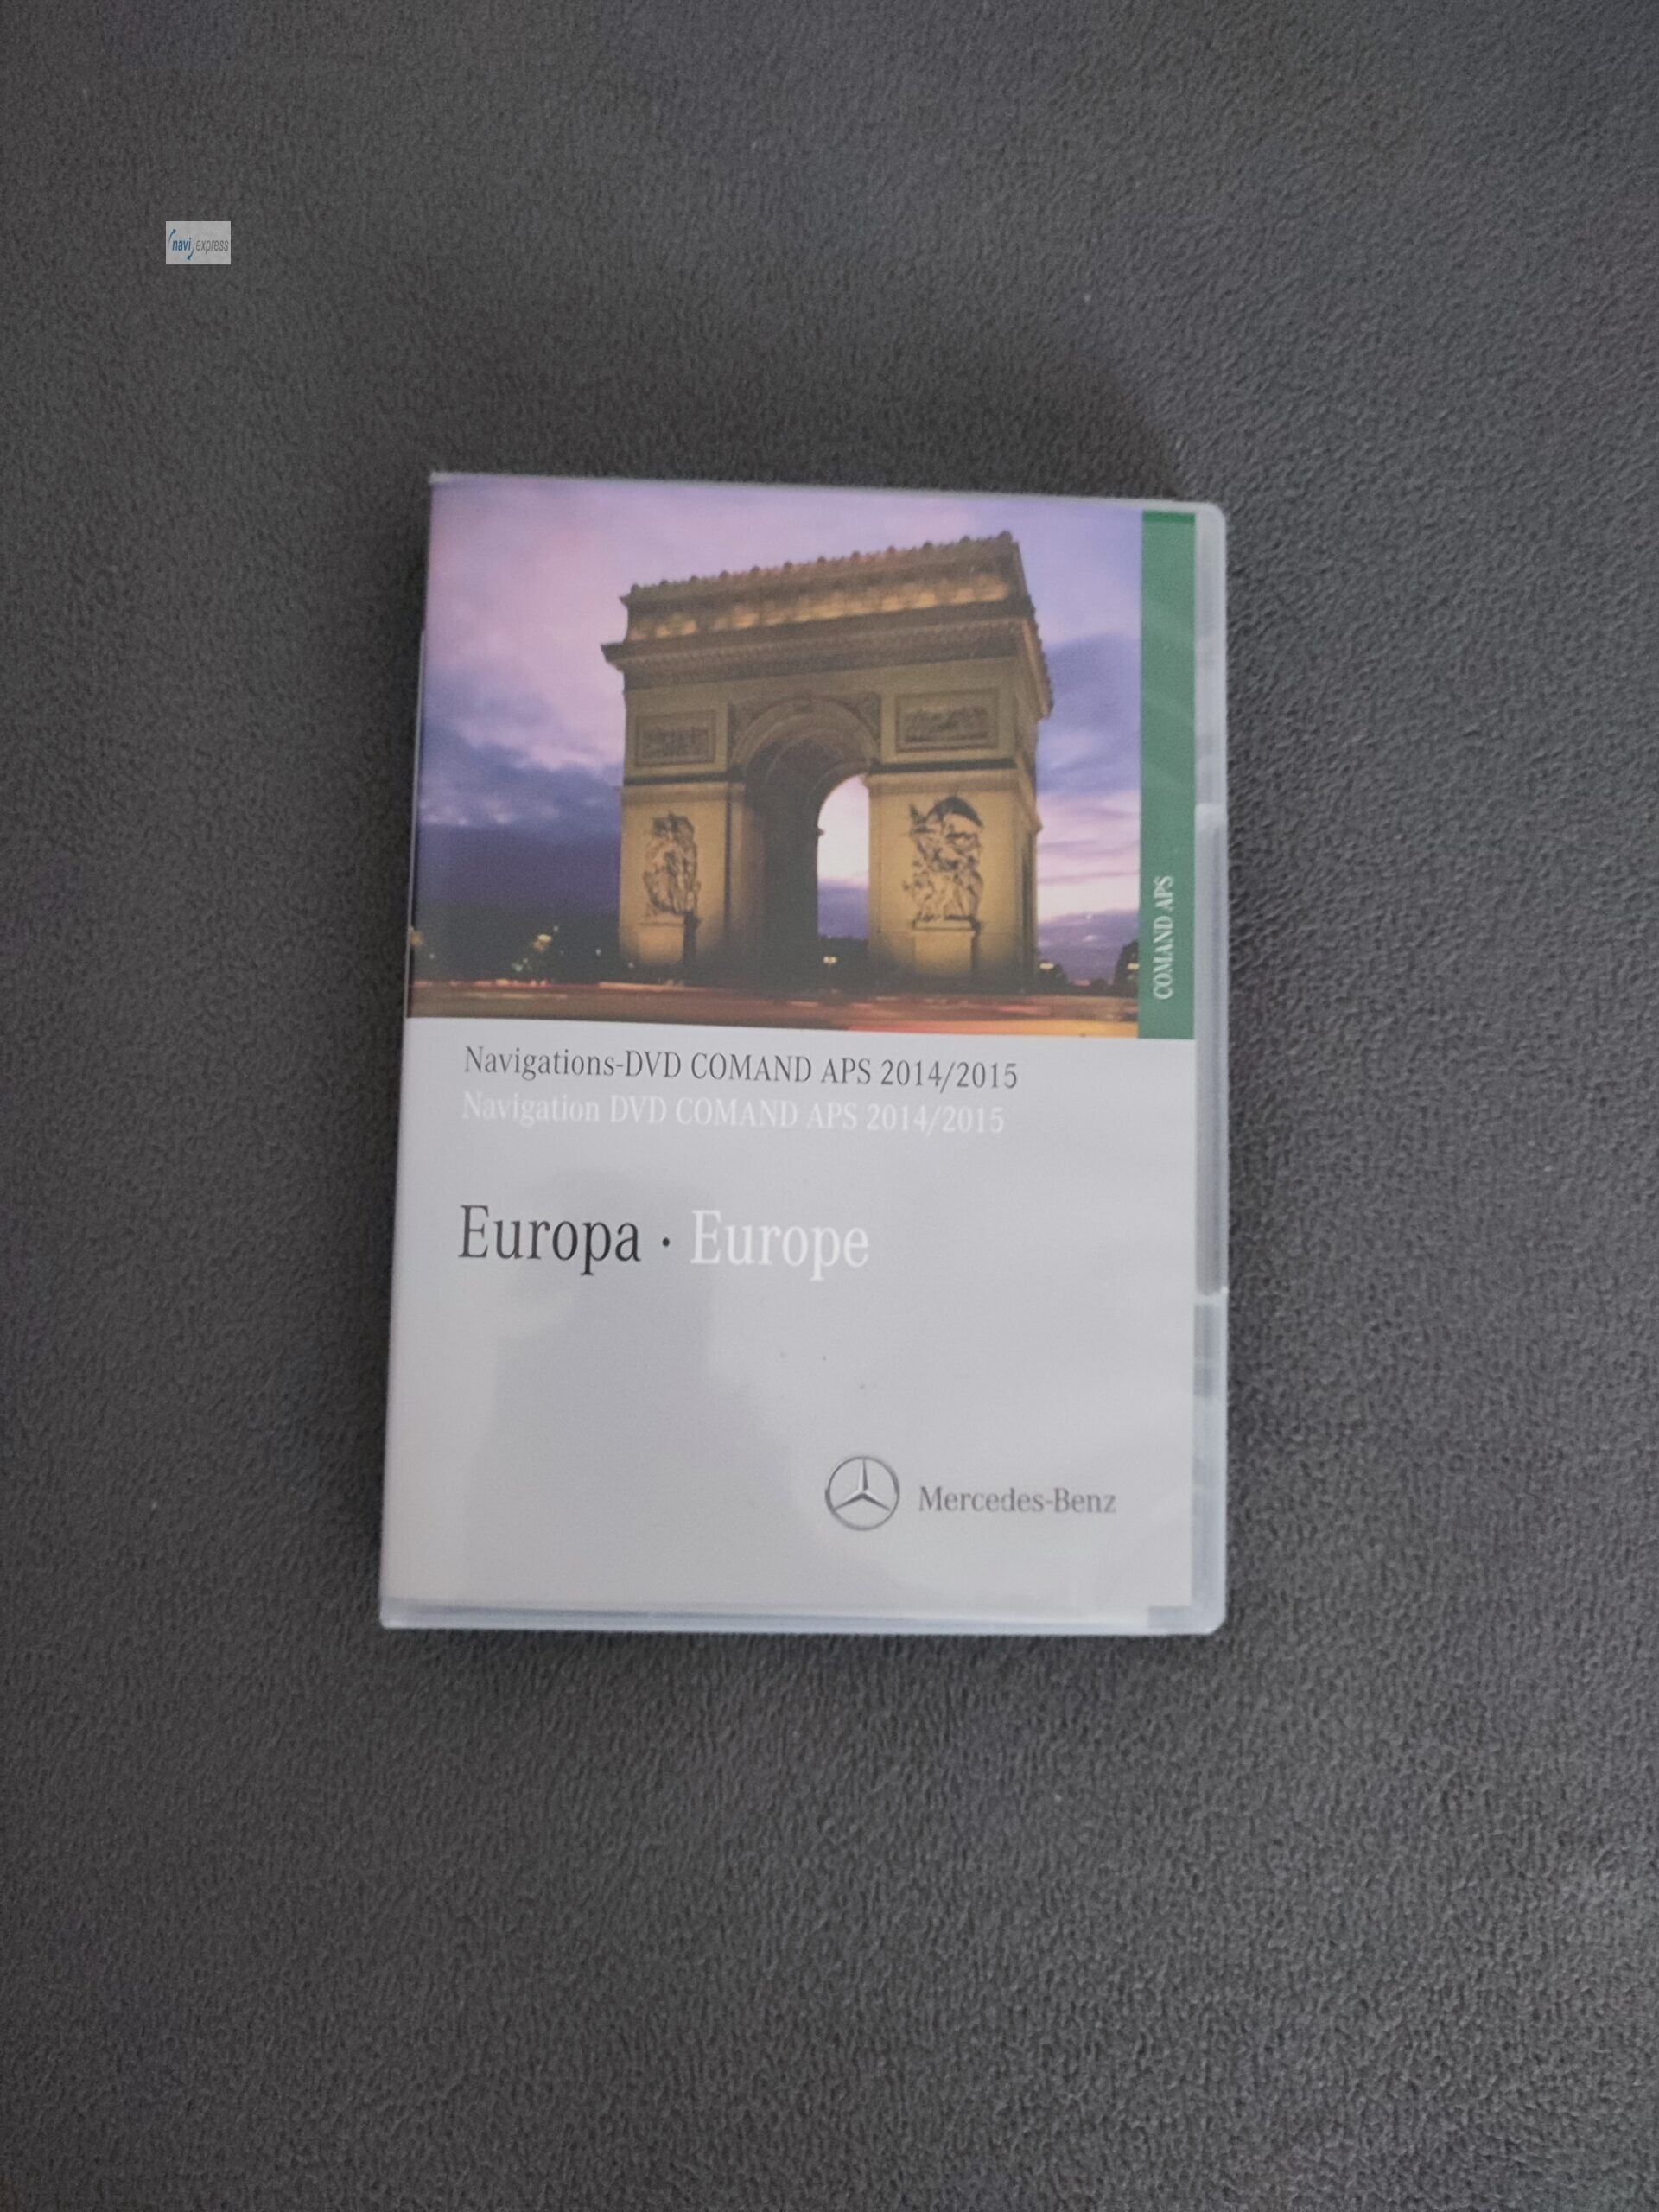 navi express
COMAND APS
Navigations-DVD COMAND APS 2014/2015
Navigation DVD COMAND APS 2014/2015
Europa · Europe
Mercedes-Benz